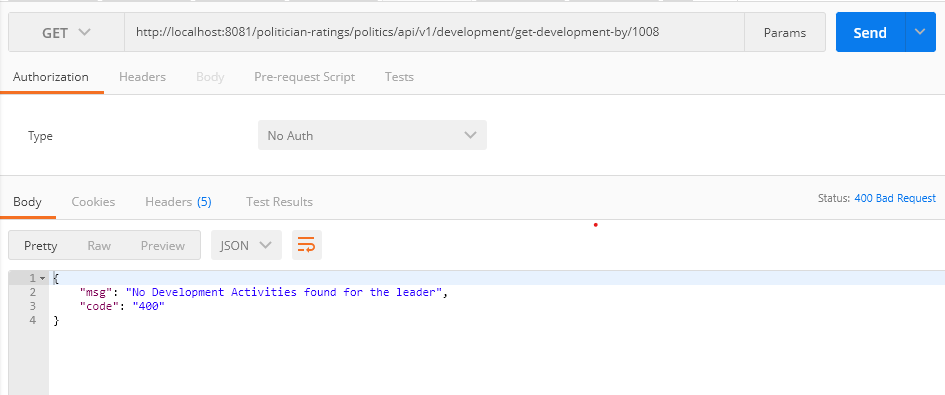 GET http://localhost:8081/politician-ratings/politics/api/v1/development/get-development-by/1008 Params Send
Authorization Headers Body Pre-request Script Tests
Type No Auth
Body Cookies Headers (5) Test Results Status: 400 Bad Request
Pretty Raw Preview JSON
1 {
2 "msg": "No Development Activities found for the leader",
3 "code": "400"
4 }